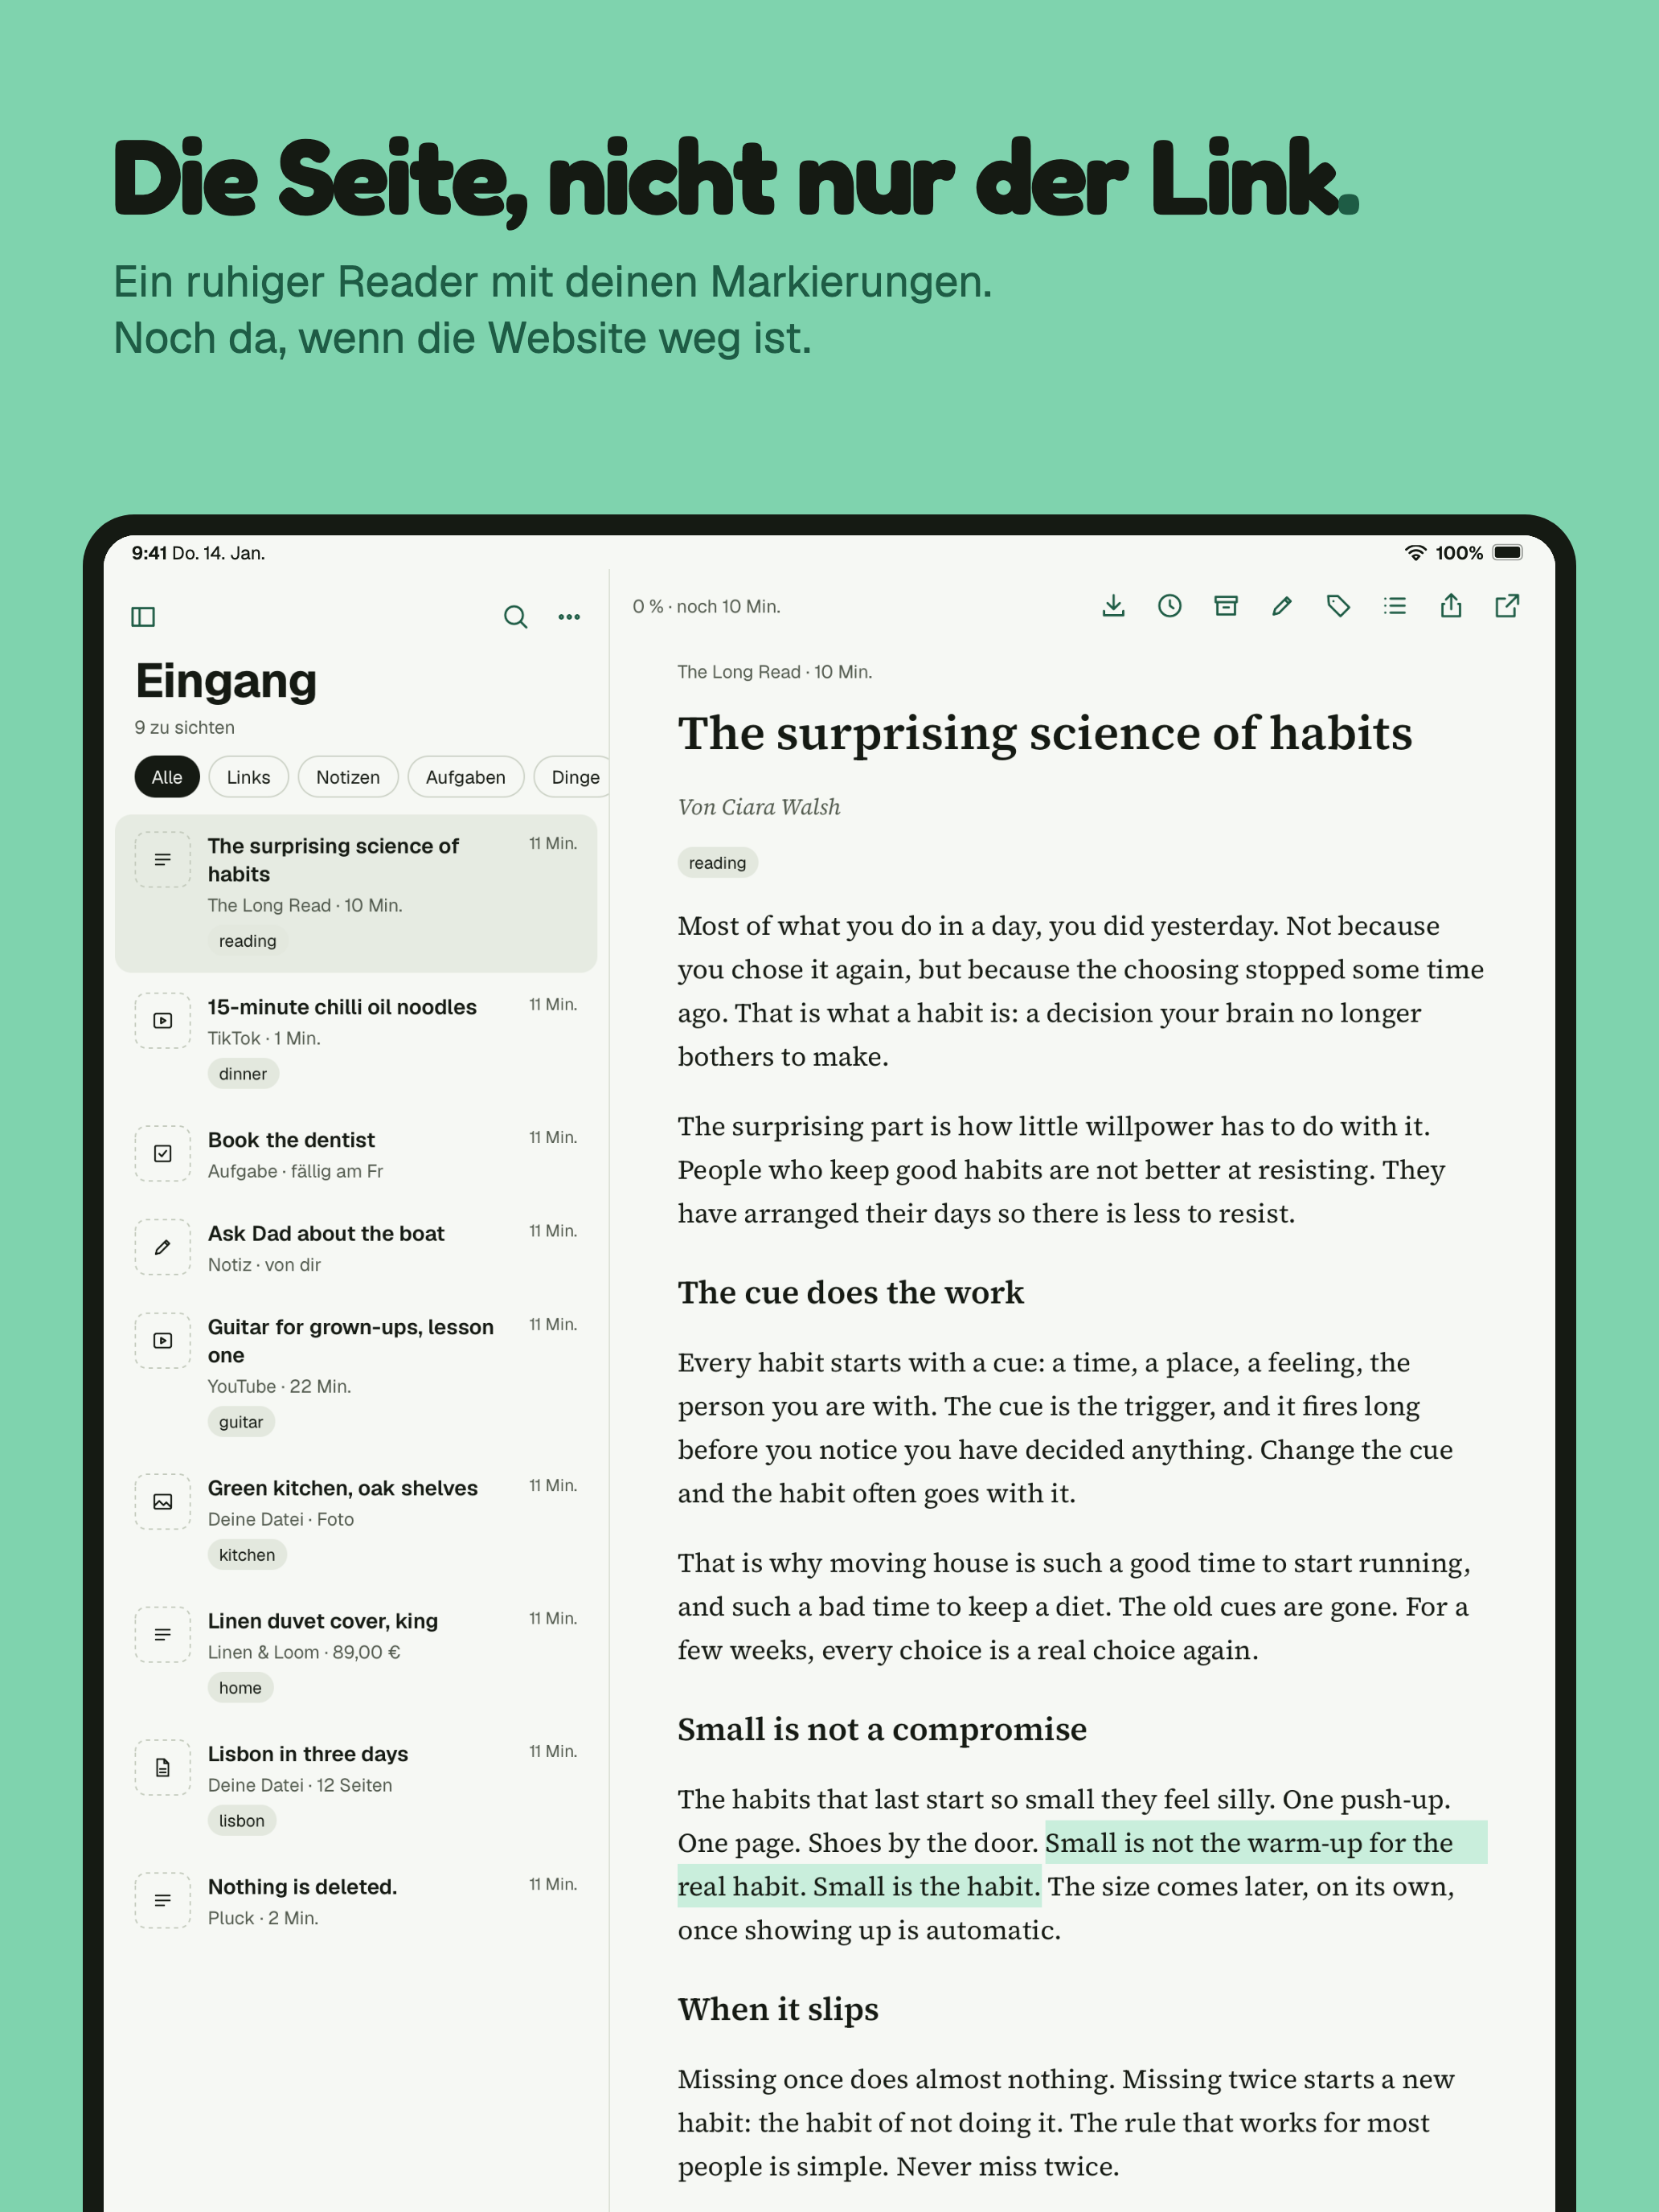 Die Seite, nicht nur der Link.
Ein ruhiger Reader mit deinen Markierungen.
Noch da, wenn die Website weg ist.
9:41 Do. 14. Jan.
100%
Eingang
9 zu sichten
Alle
Links
Notizen
Aufgaben
Dinge
The surprising science of
habits
11 Min.
The Long Read · 10 Min.
reading
15-minute chilli oil noodles
11 Min.
TikTok · 1 Min.
dinner
Book the dentist
11 Min.
Aufgabe · fällig am Fr
Ask Dad about the boat
11 Min.
Notiz · von dir
Guitar for grown-ups, lesson
one
11 Min.
YouTube · 22 Min.
guitar
Green kitchen, oak shelves
11 Min.
Deine Datei · Foto
kitchen
Linen duvet cover, king
11 Min.
Linen & Loom · 89,00 €
home
Lisbon in three days
11 Min.
Deine Datei · 12 Seiten
lisbon
Nothing is deleted.
11 Min.
Pluck · 2 Min.
0 % · noch 10 Min.
The Long Read · 10 Min.
The surprising science of habits
Von Ciara Walsh
reading
Most of what you do in a day, you did yesterday. Not because
you chose it again, but because the choosing stopped some time
ago. That is what a habit is: a decision your brain no longer
bothers to make.
The surprising part is how little willpower has to do with it.
People who keep good habits are not better at resisting. They
have arranged their days so there is less to resist.
The cue does the work
Every habit starts with a cue: a time, a place, a feeling, the
person you are with. The cue is the trigger, and it fires long
before you notice you have decided anything. Change the cue
and the habit often goes with it.
That is why moving house is such a good time to start running,
and such a bad time to keep a diet. The old cues are gone. For a
few weeks, every choice is a real choice again.
Small is not a compromise
The habits that last start so small they feel silly. One push-up.
One page. Shoes by the door. Small is not the warm-up for the
real habit. Small is the habit. The size comes later, on its own,
once showing up is automatic.
When it slips
Missing once does almost nothing. Missing twice starts a new
habit: the habit of not doing it. The rule that works for most
people is simple. Never miss twice.